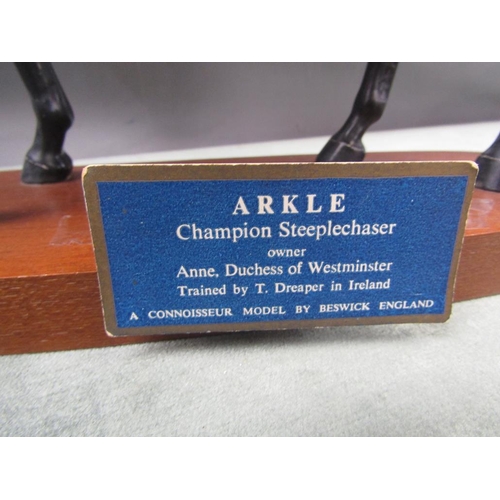 ARKLE
Champion Steeplechaser
owner
Anne, Duchess of Westminster
Trained by T. Dreaper in Ireland
A CONNOISSEUR MODEL BY BESWICK ENGLAND